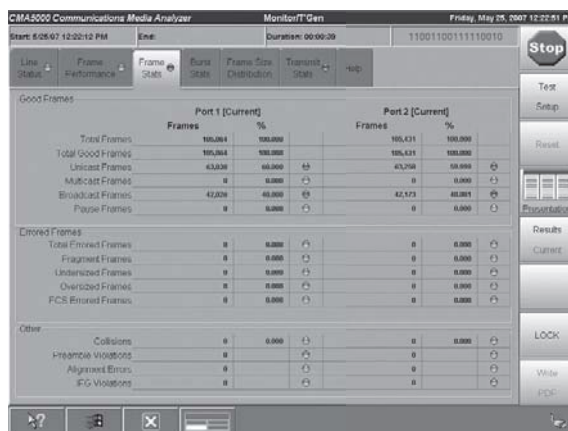 CMA5000 Communications Media Analyzer Monitor/T'Gen Friday, May 25, 2007 12:22:51 P
Start: 5/25/07 12:22:12 PM End: Duration: 00:00:39 11001100111110010
Stop
Line Status
Frame Performance
Frame Stats
Burst Stats
Frame Size Distribution
Transmit Stats
Help
Test Setup
Reset
Presentation
Results Current
LOCK
Write PDF
Good Frames
Port 1 [Current] Port 2 [Current]
Frames % Frames %
Total Frames 105,064 100.000 105,431 100.000
Total Good Frames 105,064 100.000 105,431 100.000
Unicast Frames 60.000
Multicast Frames 0 0.000 0 0.000
Broadcast Frames 42,026 40.000 42,173 40.001
Pause Frames 0 0.000 0 0.000
Errored Frames
Total Errored Frames 0 0.000 0 0.000
Fragment Frames 0 0.000 0 0.000
Undersized Frames 0 0.000 0 0.000
Oversized Frames 0 0.000 0 0.000
FCS Errored Frames 0 0.000 0 0.000
Other
Collisions 0 0.000 0 0.000
Preamble Violations 0 0
Alignment Errors 0 0
IFG Violations 0 0